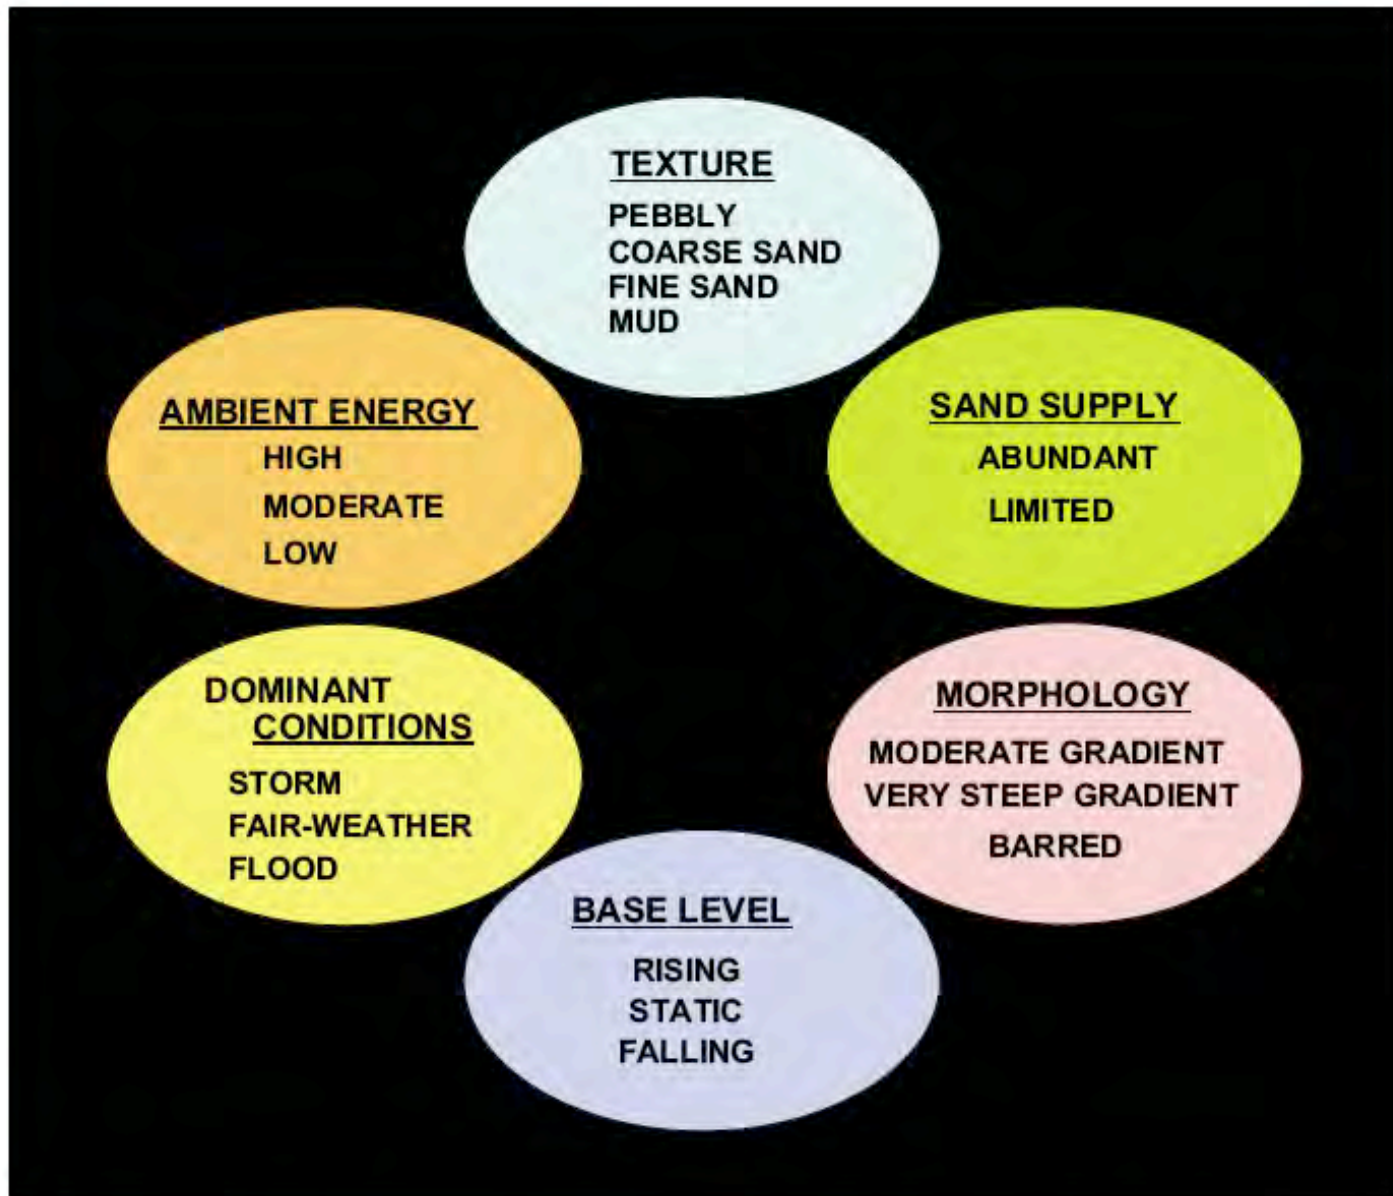 TEXTURE
PEBBLY
COARSE SAND
FINE SAND
MUD
AMBIENT ENERGY
HIGH
MODERATE
LOW
SAND SUPPLY
ABUNDANT
LIMITED
DOMINANT
CONDITIONS
STORM
FAIR-WEATHER
FLOOD
MORPHOLOGY
MODERATE GRADIENT
VERY STEEP GRADIENT
BARRED
BASE LEVEL
RISING
STATIC
FALLING